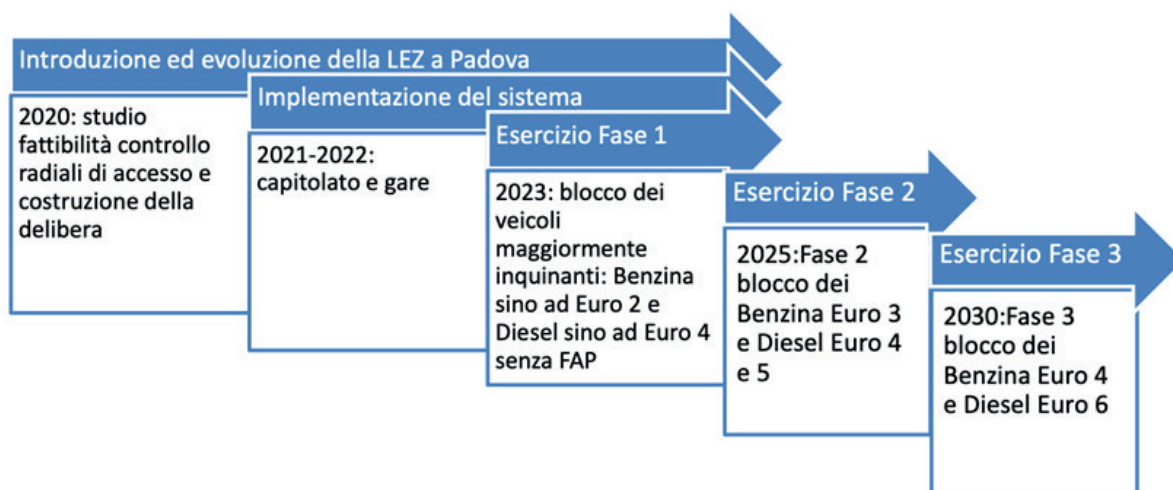 Introduzione ed evoluzione della LEZ a Padova
2020: studio
fattibilità controllo
radiali di accesso e
costruzione della
delibera
Implementazione del sistema
2021-2022:
capitolato e gare
Esercizio Fase 1
2023: blocco dei
veicoli
maggiormente
inquinanti: Benzina
sino ad Euro 2 e
Diesel sino ad Euro 4
senza FAP
Esercizio Fase 2
2025:Fase 2
blocco dei
Benzina Euro 3
e Diesel Euro 4
e 5
Esercizio Fase 3
2030:Fase 3
blocco dei
Benzina Euro 4
e Diesel Euro 6